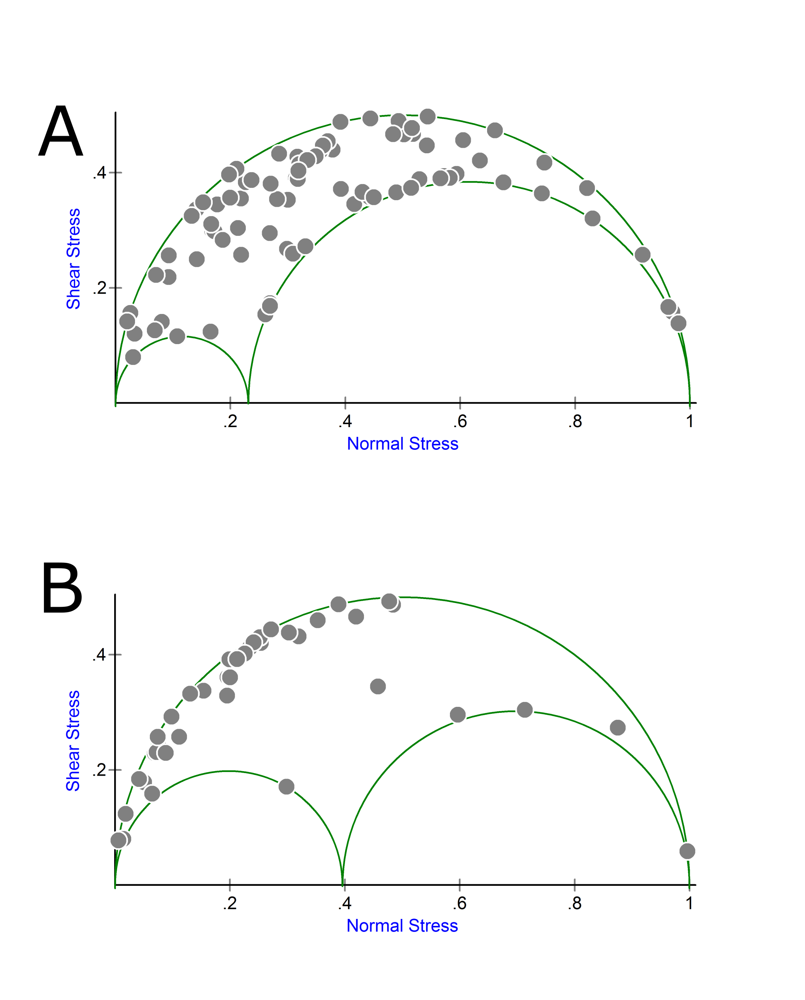 A
.4
.2
Shear Stress
.2 .4 .6 .8 1
Normal Stress
B
.4
.2
Shear Stress
.2 .4 .6 .8 1
Normal Stress